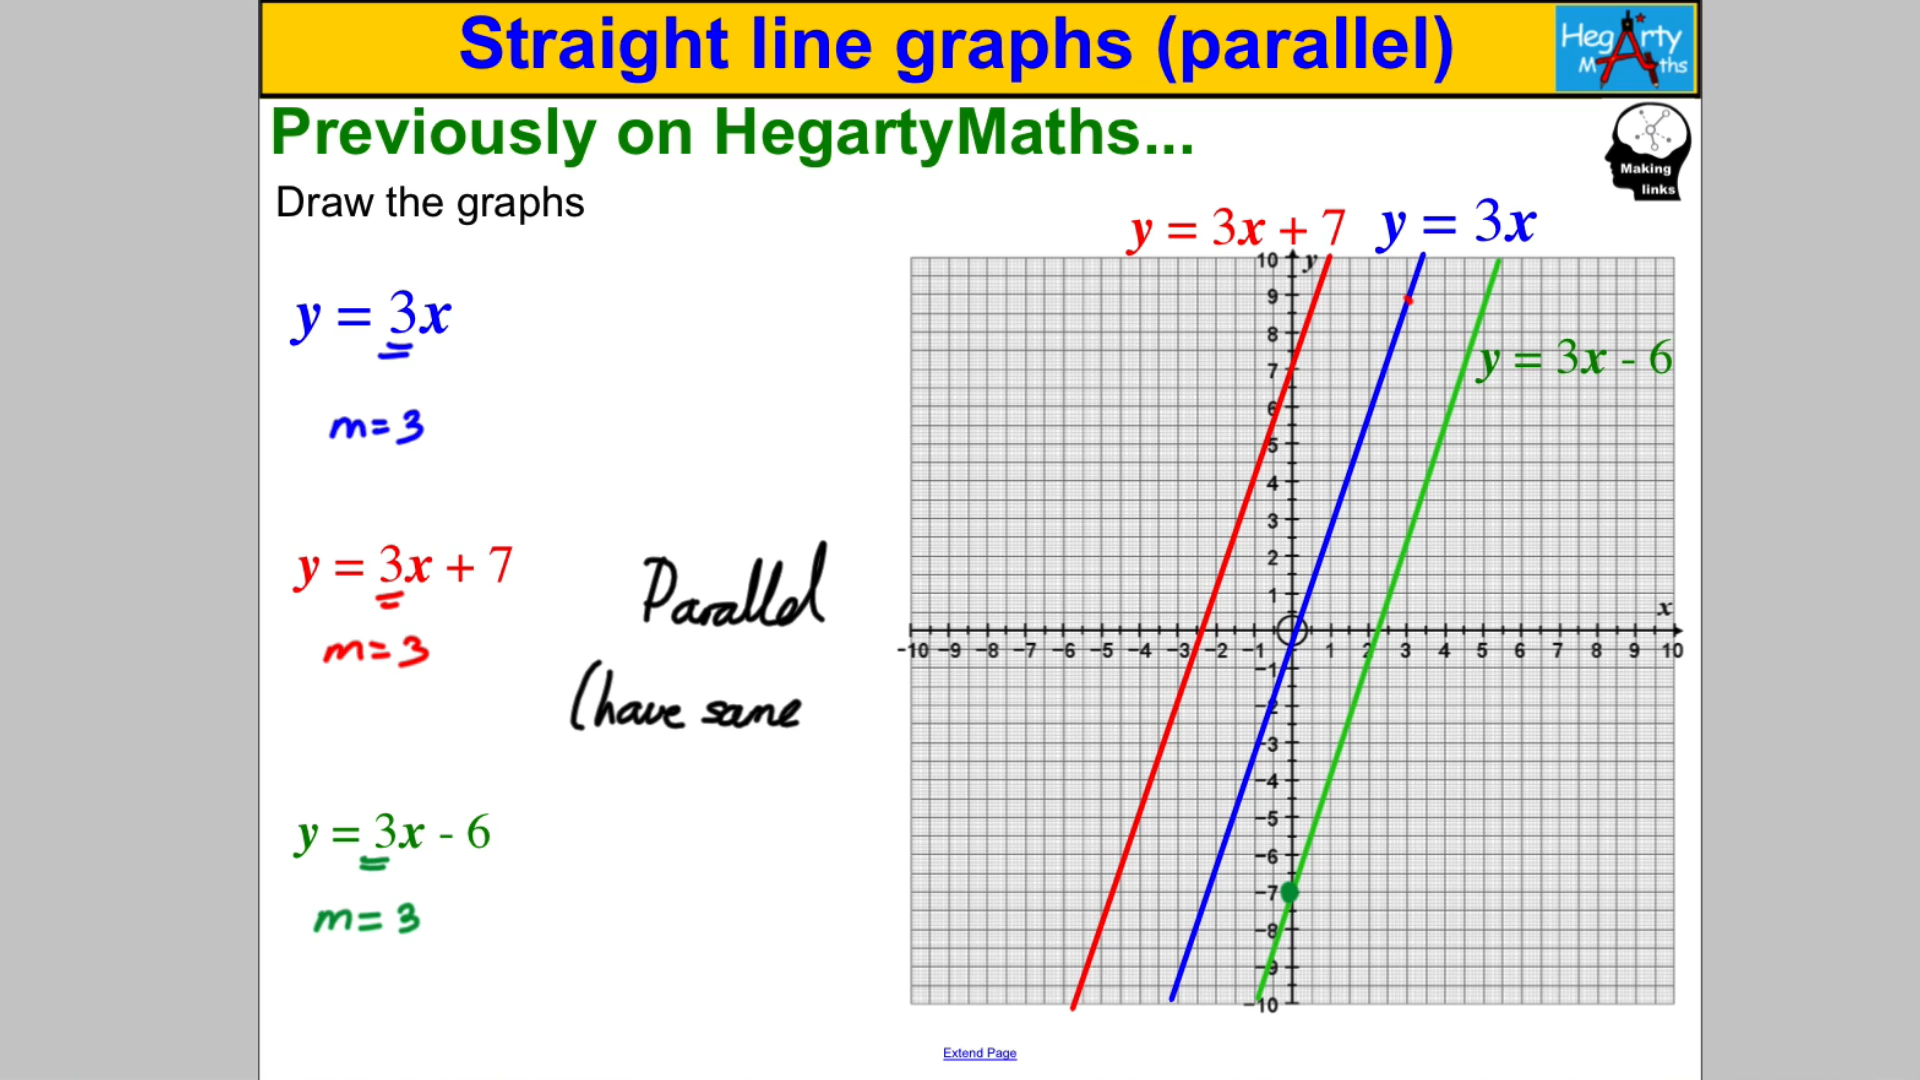 Straight line graphs (parallel)
HegArty
Maths
Previously on HegartyMaths...
Making
links
Draw the graphs
y = 3x + 7
y = 3x
y = 3x
m=3
y = 3x - 6
y = 3x + 7
m=3
Parallel
(have same
y = 3x - 6
m=3
y
10
9
8
7
6
5
4
3
2
1
x
-10 -9 -8 -7 -6 -5 -4 -3 -2 -1 1 2 3 4 5 6 7 8 9 10
-1
-2
-3
-4
-5
-6
-7
-8
-9
-10
Extend Page